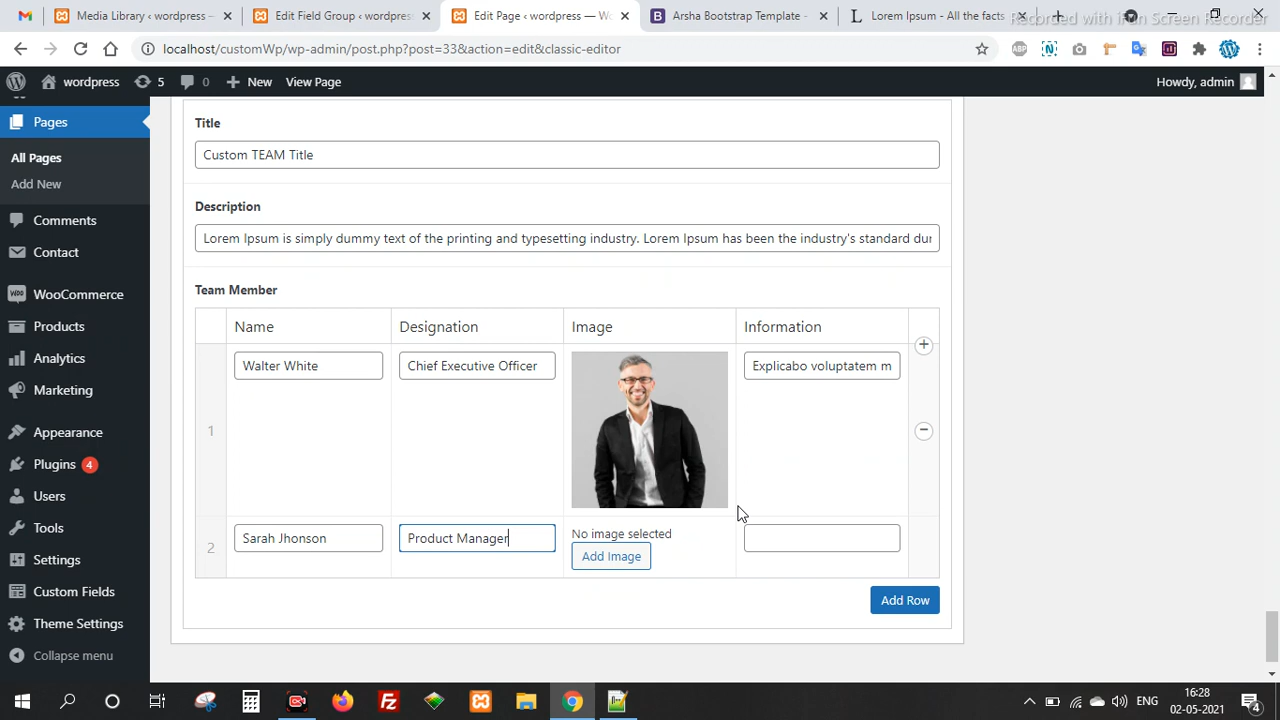 Media Library ‹ wordpress —
Edit Field Group ‹ wordpress
Edit Page ‹ wordpress — Wo
Arsha Bootstrap Template -
Lorem Ipsum - All the facts
Recorded with iFun Screen Recorder
localhost/customWp/wp-admin/post.php?post=33&action=edit&classic-editor
ABP
wordpress
5
0
New
View Page
Howdy, admin
Pages
All Pages
Add New
Comments
Contact
WooCommerce
Products
Analytics
Marketing
Appearance
Plugins 4
Users
Tools
Settings
Custom Fields
Theme Settings
Collapse menu
Title
Custom TEAM Title
Description
Lorem Ipsum is simply dummy text of the printing and typesetting industry. Lorem Ipsum has been the industry's standard dur
Team Member
Name
Designation
Image
Information
1
Walter White
Chief Executive Officer
Explicabo voluptatem m
2
Sarah Jhonson
Product Manager
No image selected
Add Image
Add Row
ENG
16:28
02-05-2021
4